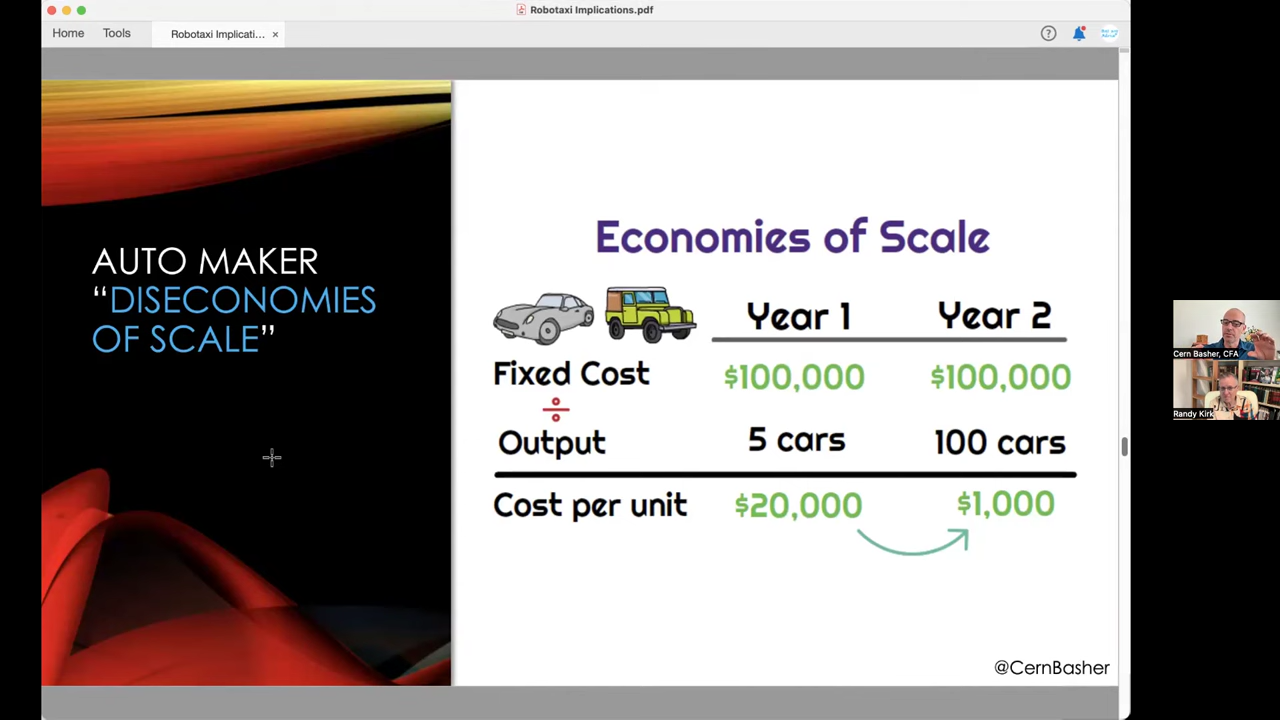 Robotaxi Implications.pdf
Home
Tools
Robotaxi Implicati...
×
?
AUTO MAKER
“DISECONOMIES
OF SCALE”
Economies of Scale
Year 1
Year 2
Fixed Cost
$100,000
$100,000
÷
Output
5 cars
100 cars
Cost per unit
$20,000
$1,000
@CernBasher
Cern Basher, CFA
Randy Kirk